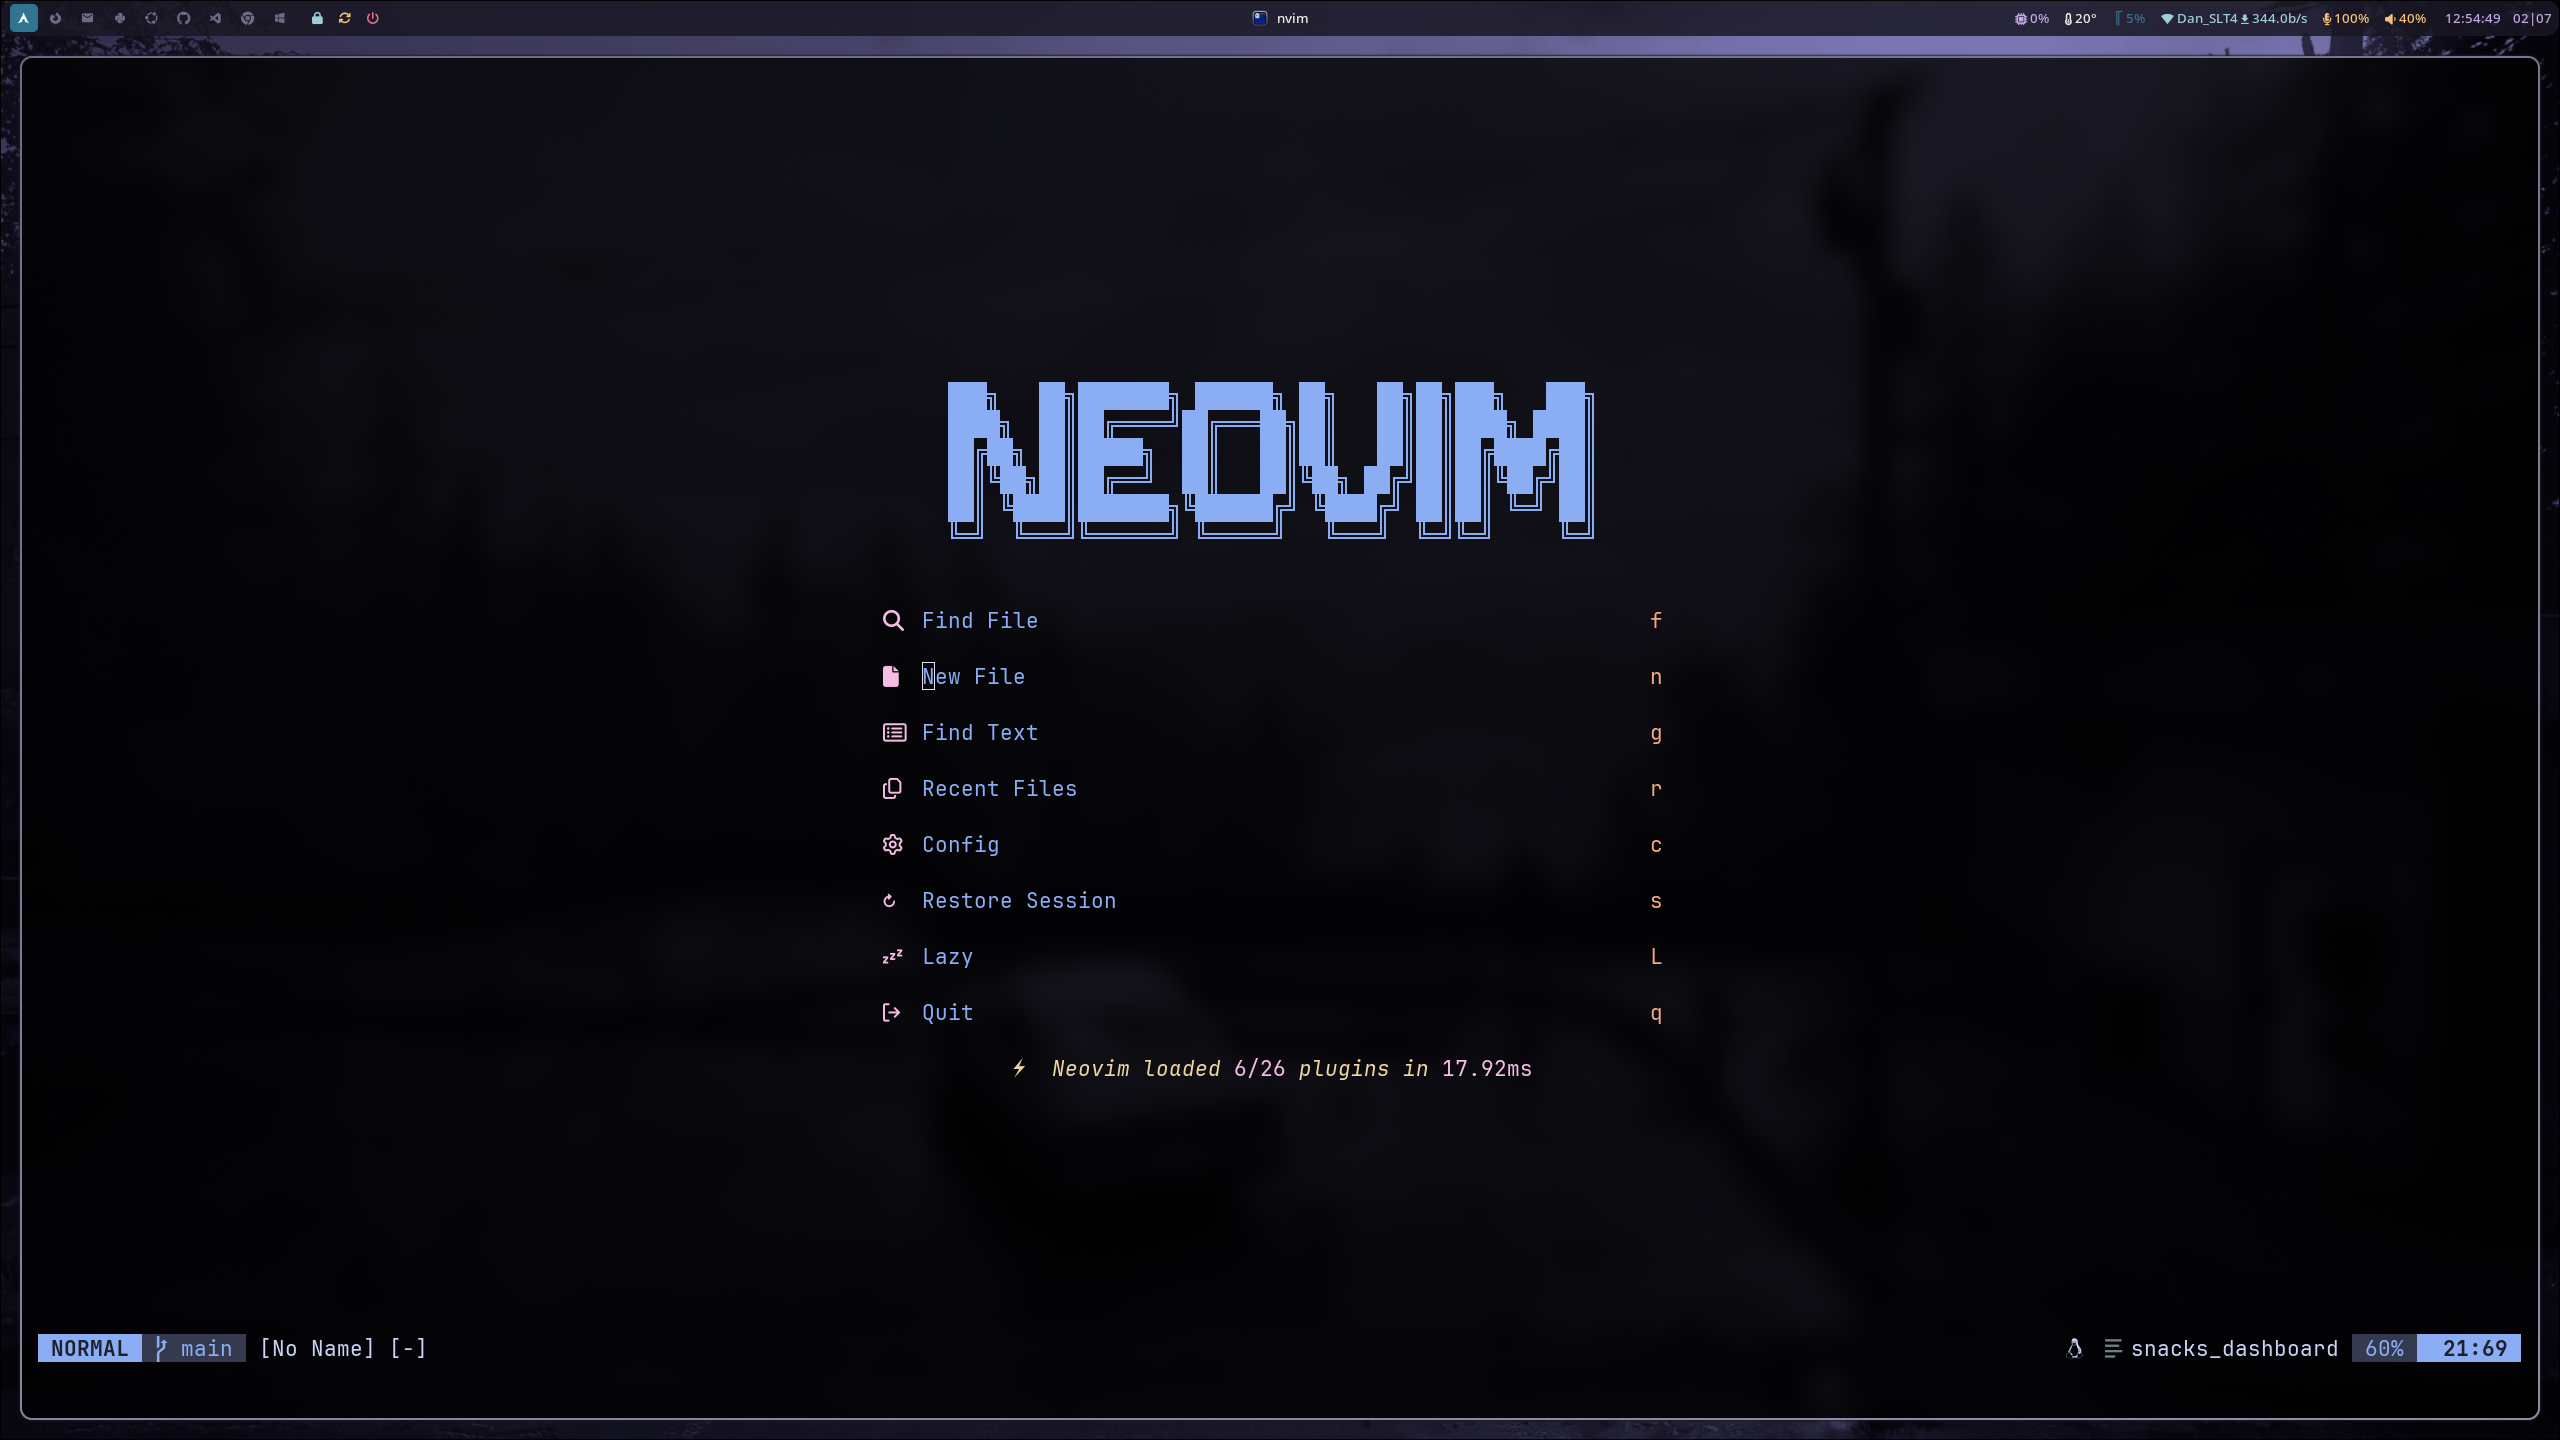 nvim
0% 20° 5% Dan_SLT4 344.0b/s 100% 40% 12:54:49 02|07
NEOVIM
Find File f
New File n
Find Text g
Recent Files r
Config c
Restore Session s
Lazy L
Quit q
Neovim loaded 6/26 plugins in 17.92ms
NORMAL main [No Name] [-] snacks_dashboard 60% 21:69